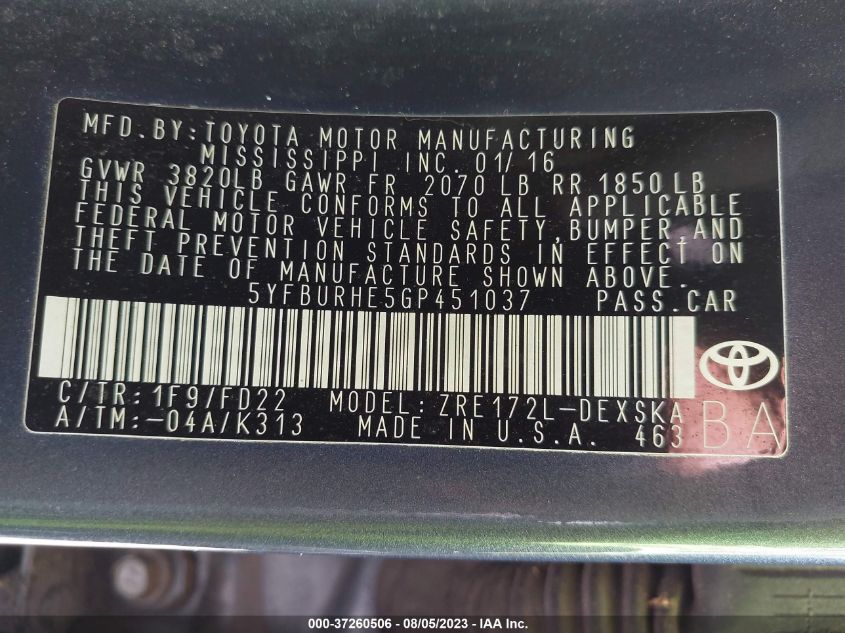 MFD.BY:TOYOTA MOTOR MANUFACTURING
MISSISSIPPI INC. 01/16
GVWR 3820LB GAWR FR 2070 LB RR 1850 LB
THIS VEHICLE CONFORMS TO ALL APPLICABLE
FEDERAL MOTOR VEHICLE SAFETY, BUMPER, AND
THEFT PREVENTION STANDARDS IN EFFECT ON
THE DATE OF MANUFACTURE SHOWN ABOVE.
5YFBURHE5GP451037 PASS.CAR
C/TR:1F9/FD22 MODEL:ZRE172L-DEXSKA
A/TM:-04A/K313 MADE IN U.S.A. 463 BA
000-37260506 - 08/05/2023 - IAA Inc.